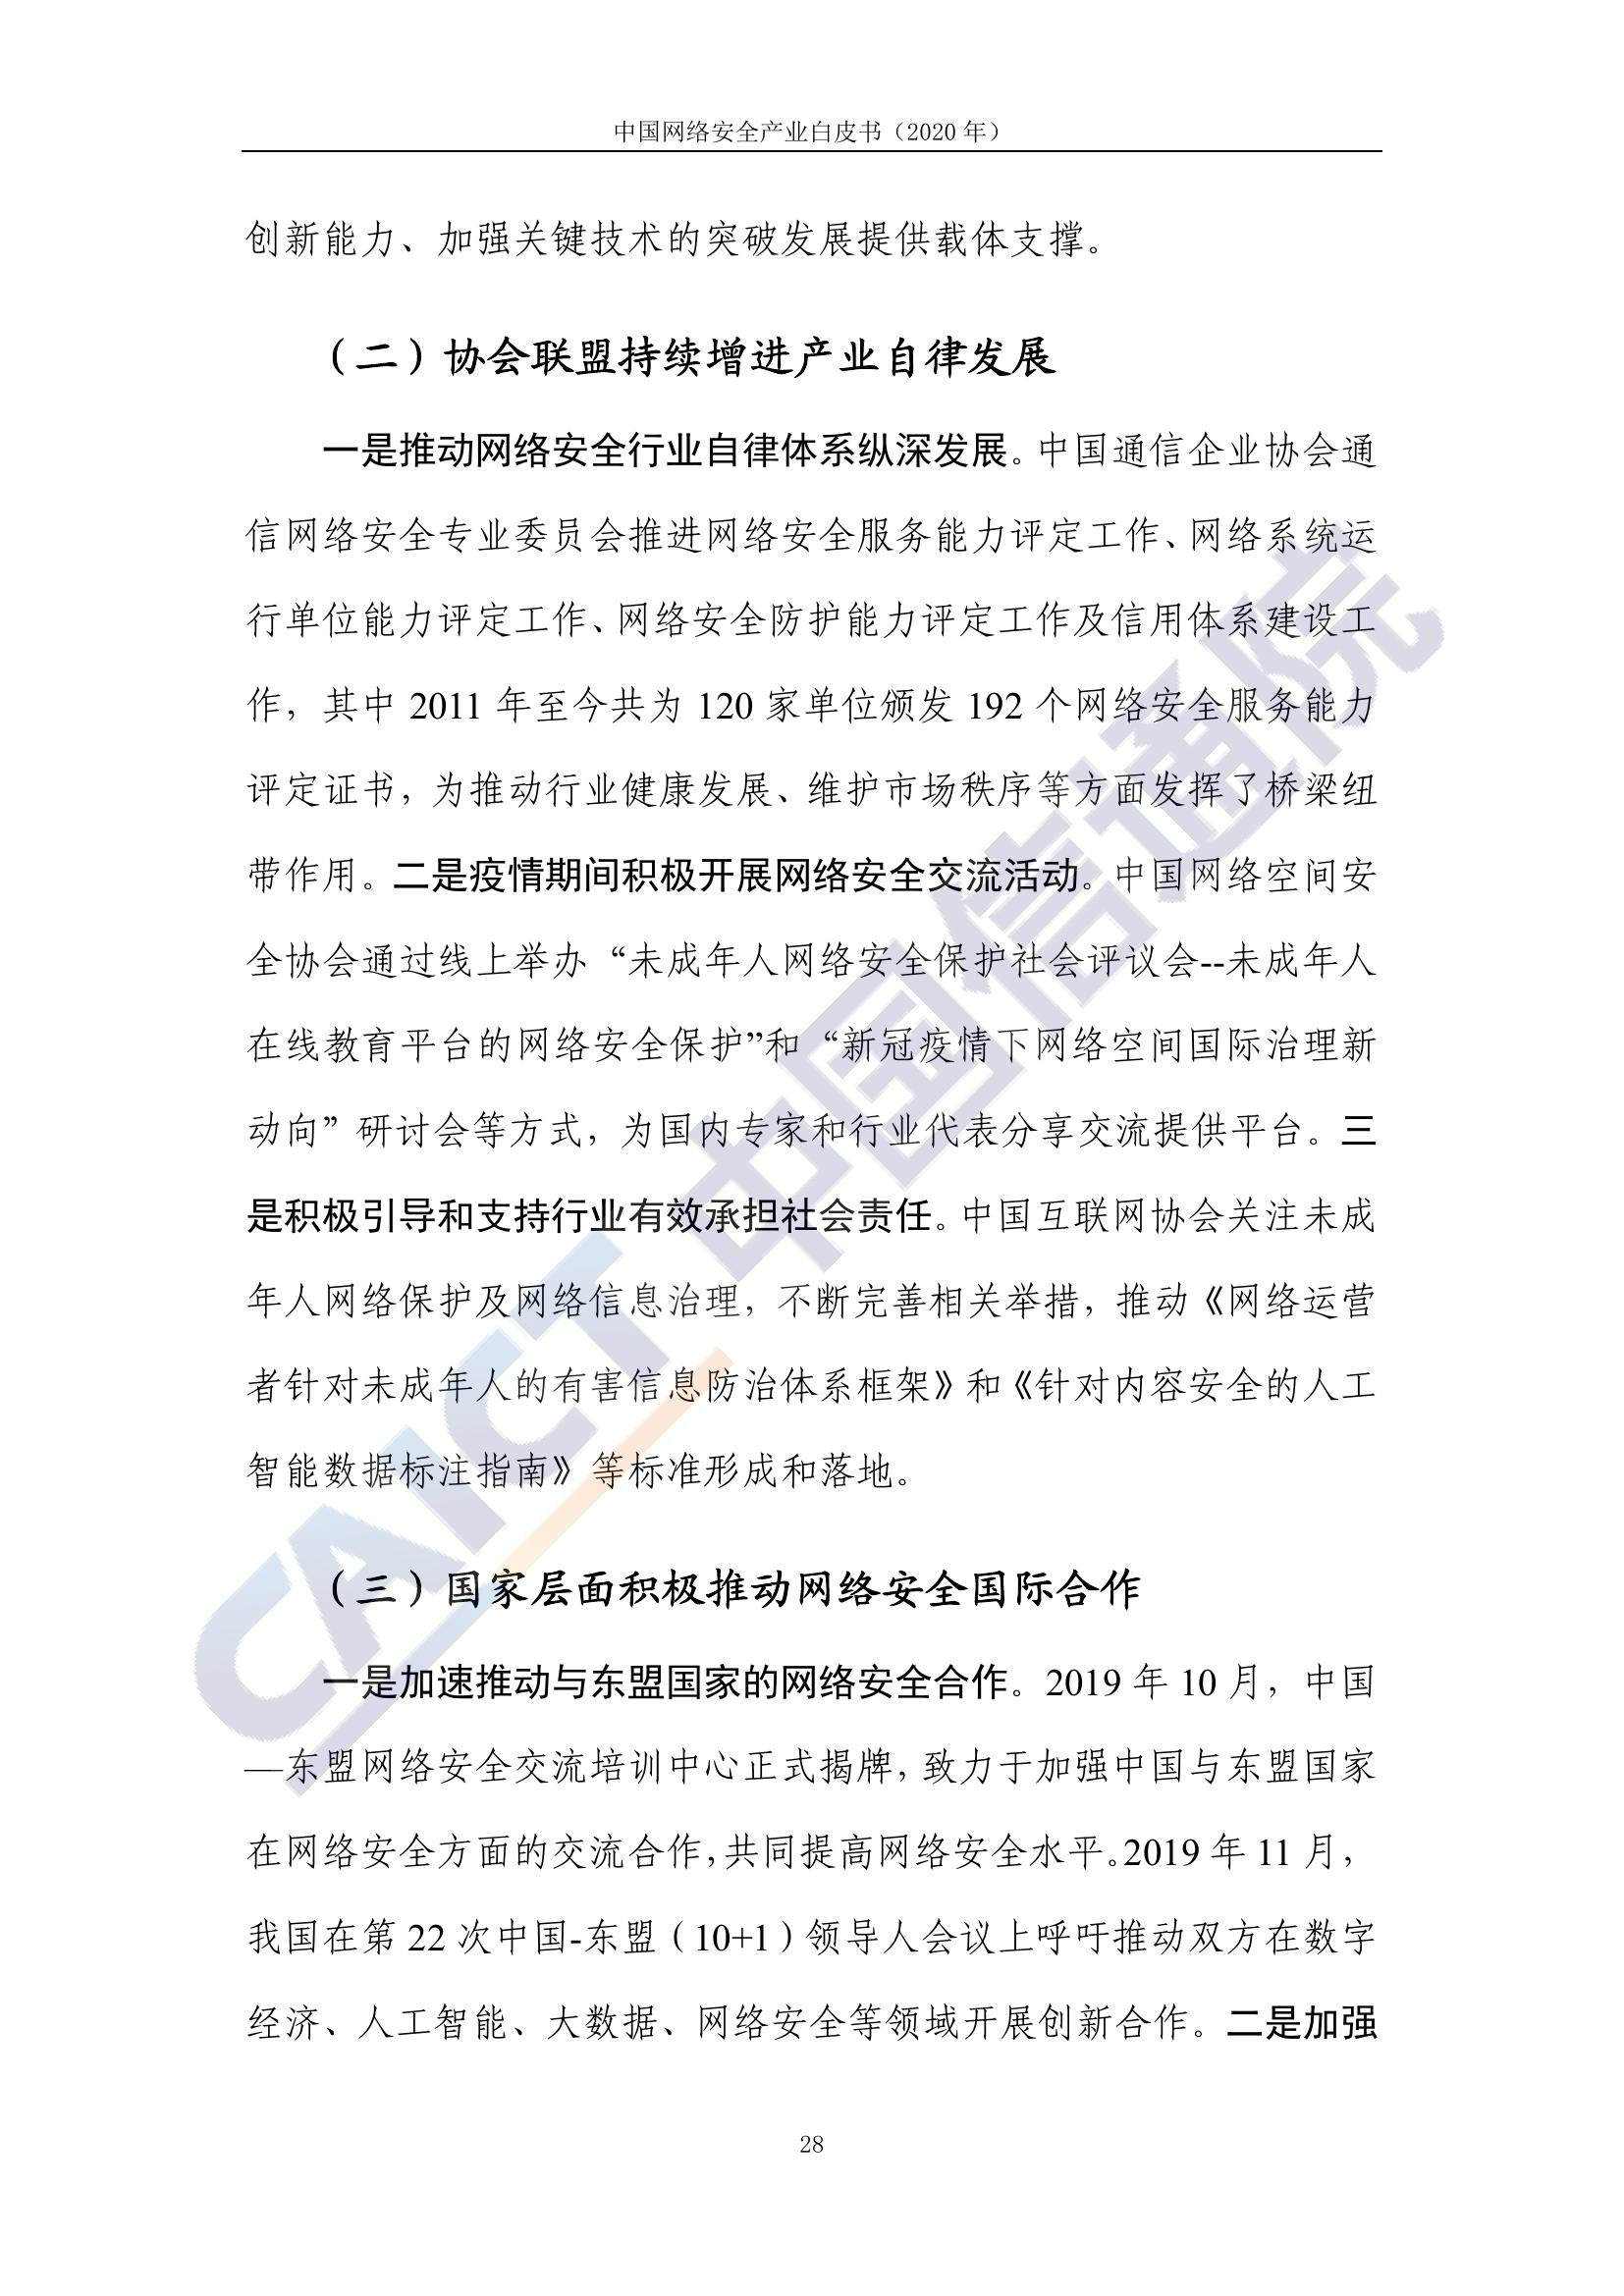 中国网络安全产业白皮书（2020 年）
创新能力、加强关键技术的突破发展提供载体支撑。
（二）协会联盟持续增进产业自律发展
一是推动网络安全行业自律体系纵深发展。中国通信企业协会通
信网络安全专业委员会推进网络安全服务能力评定工作、网络系统运
行单位能力评定工作、网络安全防护能力评定工作及信用体系建设工
作，其中 2011 年至今共为 120 家单位颁发 192 个网络安全服务能力
评定证书，为推动行业健康发展、维护市场秩序等方面发挥了桥梁纽
带作用。二是疫情期间积极开展网络安全交流活动。中国网络空间安
全协会通过线上举办“未成年人网络安全保护社会评议会--未成年人
在线教育平台的网络安全保护”和“新冠疫情下网络空间国际治理新
动向”研讨会等方式，为国内专家和行业代表分享交流提供平台。三
是积极引导和支持行业有效承担社会责任。中国互联网协会关注未成
年人网络保护及网络信息治理，不断完善相关举措，推动《网络运营
者针对未成年人的有害信息防治体系框架》和《针对内容安全的人工
智能数据标注指南》等标准形成和落地。
（三）国家层面积极推动网络安全国际合作
一是加速推动与东盟国家的网络安全合作。2019 年 10 月，中国
—东盟网络安全交流培训中心正式揭牌，致力于加强中国与东盟国家
在网络安全方面的交流合作，共同提高网络安全水平。2019 年 11 月，
我国在第 22 次中国-东盟（10+1）领导人会议上呼吁推动双方在数字
经济、人工智能、大数据、网络安全等领域开展创新合作。二是加强
28
CAICT 中国信通院